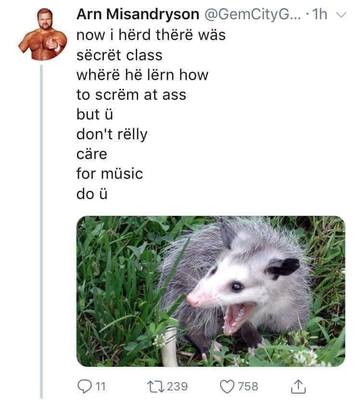 Arn Misandryson @GemCityG... · 1h
now i hërd thërë wäs
sëcrët class
whërë hë lërn how
to scrëm at ass
but ü
don't rëlly
cäre
for müsic
do ü
11 239 758